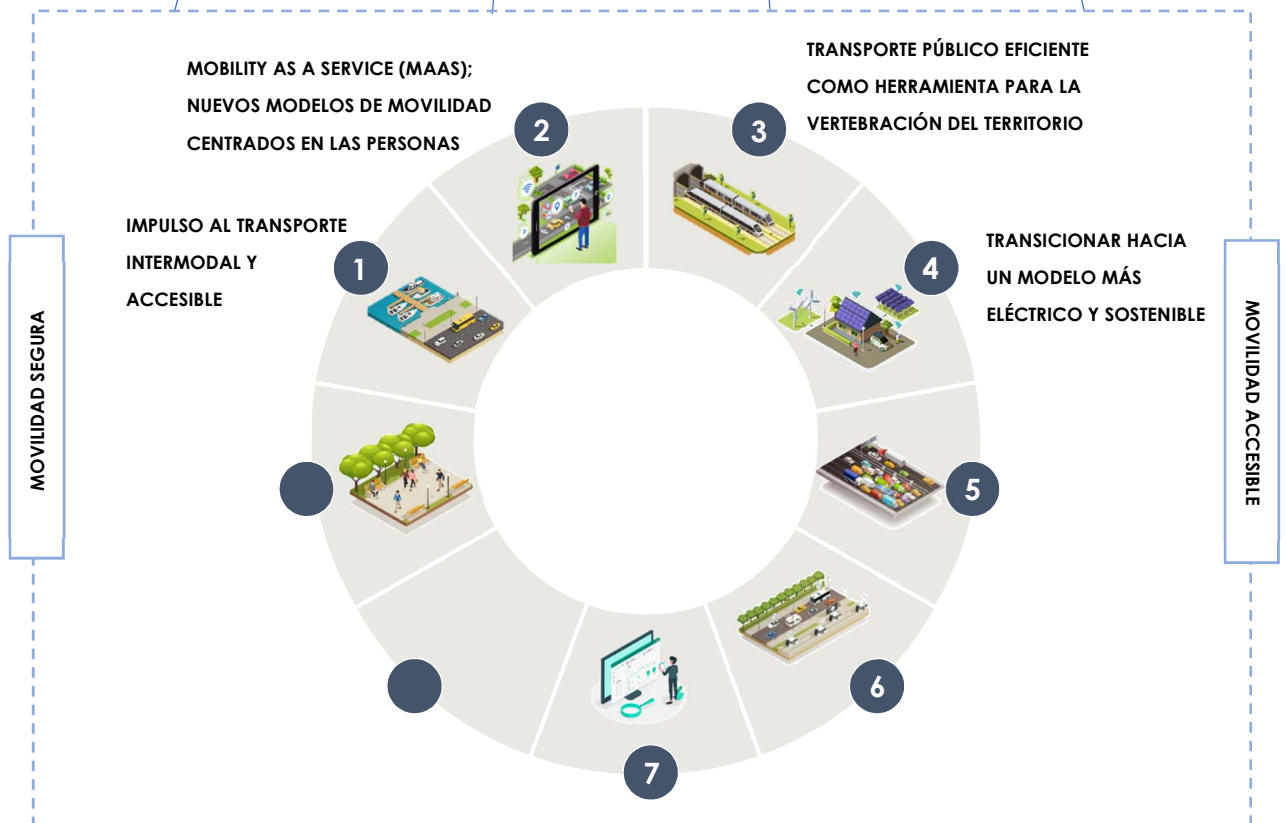 MOBILITY AS A SERVICE (MAAS);
NUEVOS MODELOS DE MOVILIDAD
CENTRADOS EN LAS PERSONAS
2
3
TRANSPORTE PÚBLICO EFICIENTE
COMO HERRAMIENTA PARA LA
VERTEBRACIÓN DEL TERRITORIO
IMPULSO AL TRANSPORTE
INTERMODAL Y
ACCESIBLE
1
4
TRANSICIONAR HACIA
UN MODELO MÁS
ELÉCTRICO Y SOSTENIBLE
MOVILIDAD SEGURA
MOVILIDAD ACCESIBLE
5
6
7